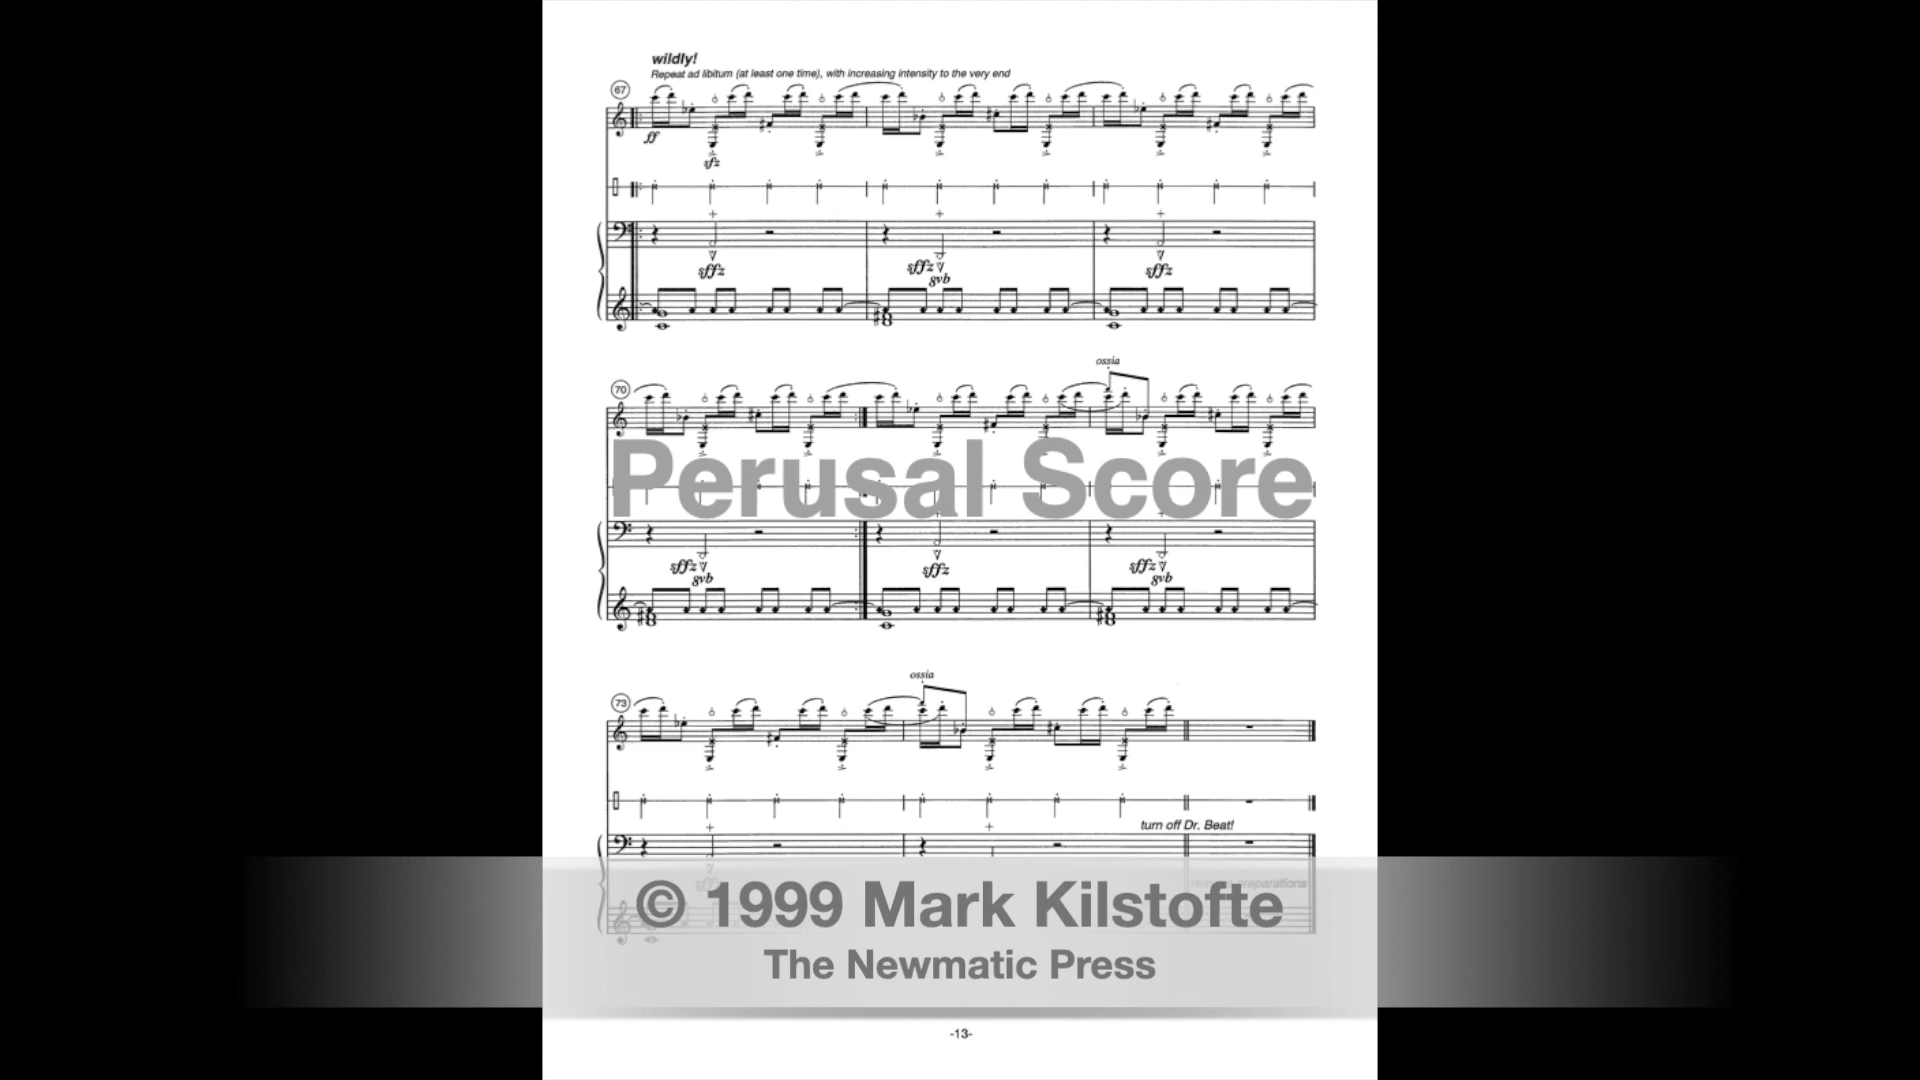 wildly!
Repeat ad libitum (at least one time), with increasing intensity to the very end
67
ff
sfz
sffz
sffz
8vb
sffz
ossia
70
Perusal Score
sffz
8vb
sffz
sffz
8vb
ossia
73
turn off Dr. Beat!
preparations
© 1999 Mark Kilstofte
The Newmatic Press
-13-